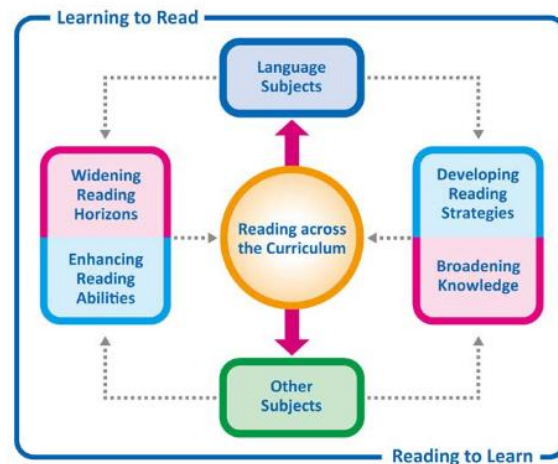 Learning to Read
Language
Subjects
Widening
Reading
Horizons
Enhancing
Reading
Abilities
Reading across
the Curriculum
Developing
Reading
Strategies
Broadening
Knowledge
Other
Subjects
Reading to Learn